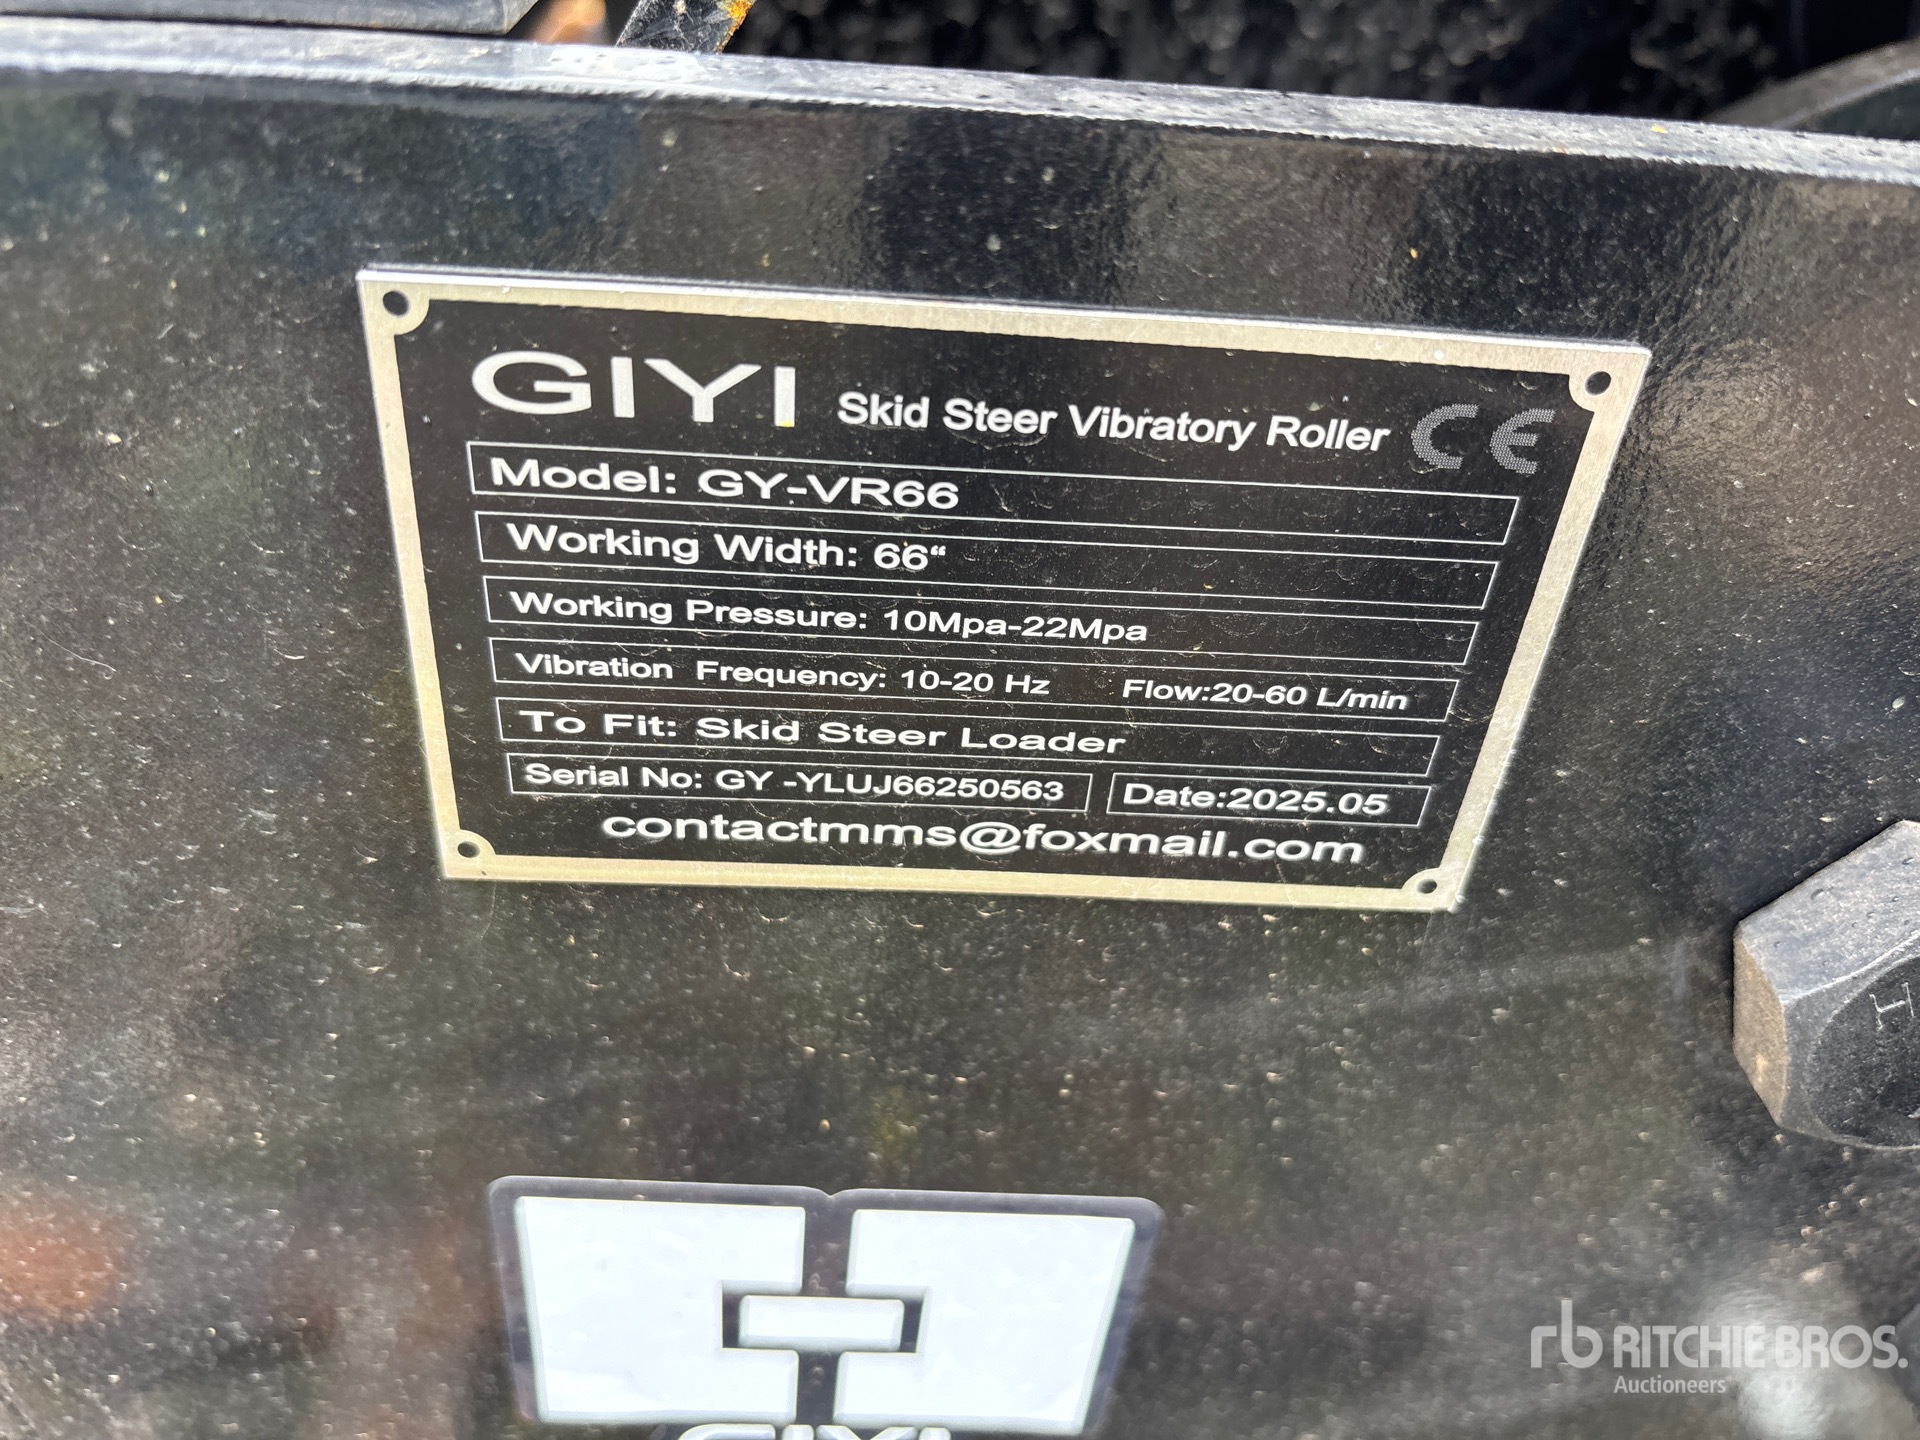 GIYI Skid Steer Vibratory Roller CE
Model: GY-VR66
Working Width: 66“
Working Pressure: 10Mpa-22Mpa
Vibration Frequency: 10-20 Hz Flow:20-60 L/min
To Fit: Skid Steer Loader
Serial No: GY -YLUJ66250563 Date:2025.05
contactmms@foxmail.com
H
GIYI
rb RITCHIE BROS.
Auctioneers